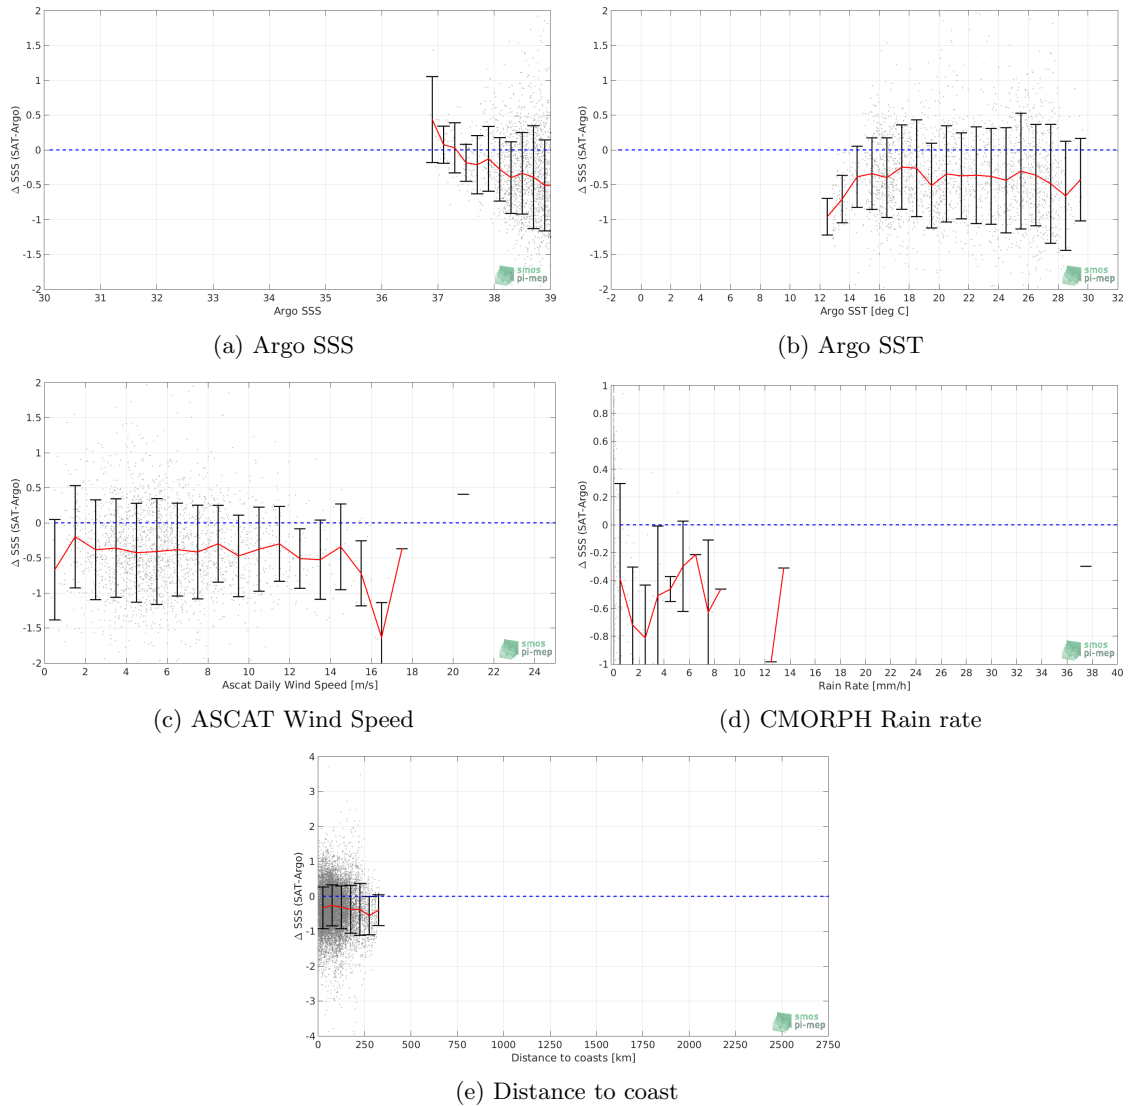 2
1.5
1
0.5
0
-0.5
-1
-1.5
-2
Δ SSS (SAT-Argo)
smos
pi-mep
30 31 32 33 34 35 36 37 38 39
Argo SSS
(a) Argo SSS
2
1.5
1
0.5
0
-0.5
-1
-1.5
-2
Δ SSS (SAT-Argo)
smos
pi-mep
-2 0 2 4 6 8 10 12 14 16 18 20 22 24 26 28 30 32
Argo SST [deg C]
(b) Argo SST
2
1.5
1
0.5
0
-0.5
-1
-1.5
-2
Δ SSS (SAT-Argo)
smos
pi-mep
0 2 4 6 8 10 12 14 16 18 20 22 24
Ascat Daily Wind Speed [m/s]
(c) ASCAT Wind Speed
1
0.8
0.6
0.4
0.2
0
-0.2
-0.4
-0.6
-0.8
-1
Δ SSS (SAT-Argo)
smos
pi-mep
0 2 4 6 8 10 12 14 16 18 20 22 24 26 28 30 32 34 36 38 40
Rain Rate [mm/h]
(d) CMORPH Rain rate
4
3
2
1
0
-1
-2
-3
-4
Δ SSS (SAT-Argo)
smos
pi-mep
0 250 500 750 1000 1250 1500 1750 2000 2250 2500 2750
Distance to coasts [km]
(e) Distance to coast